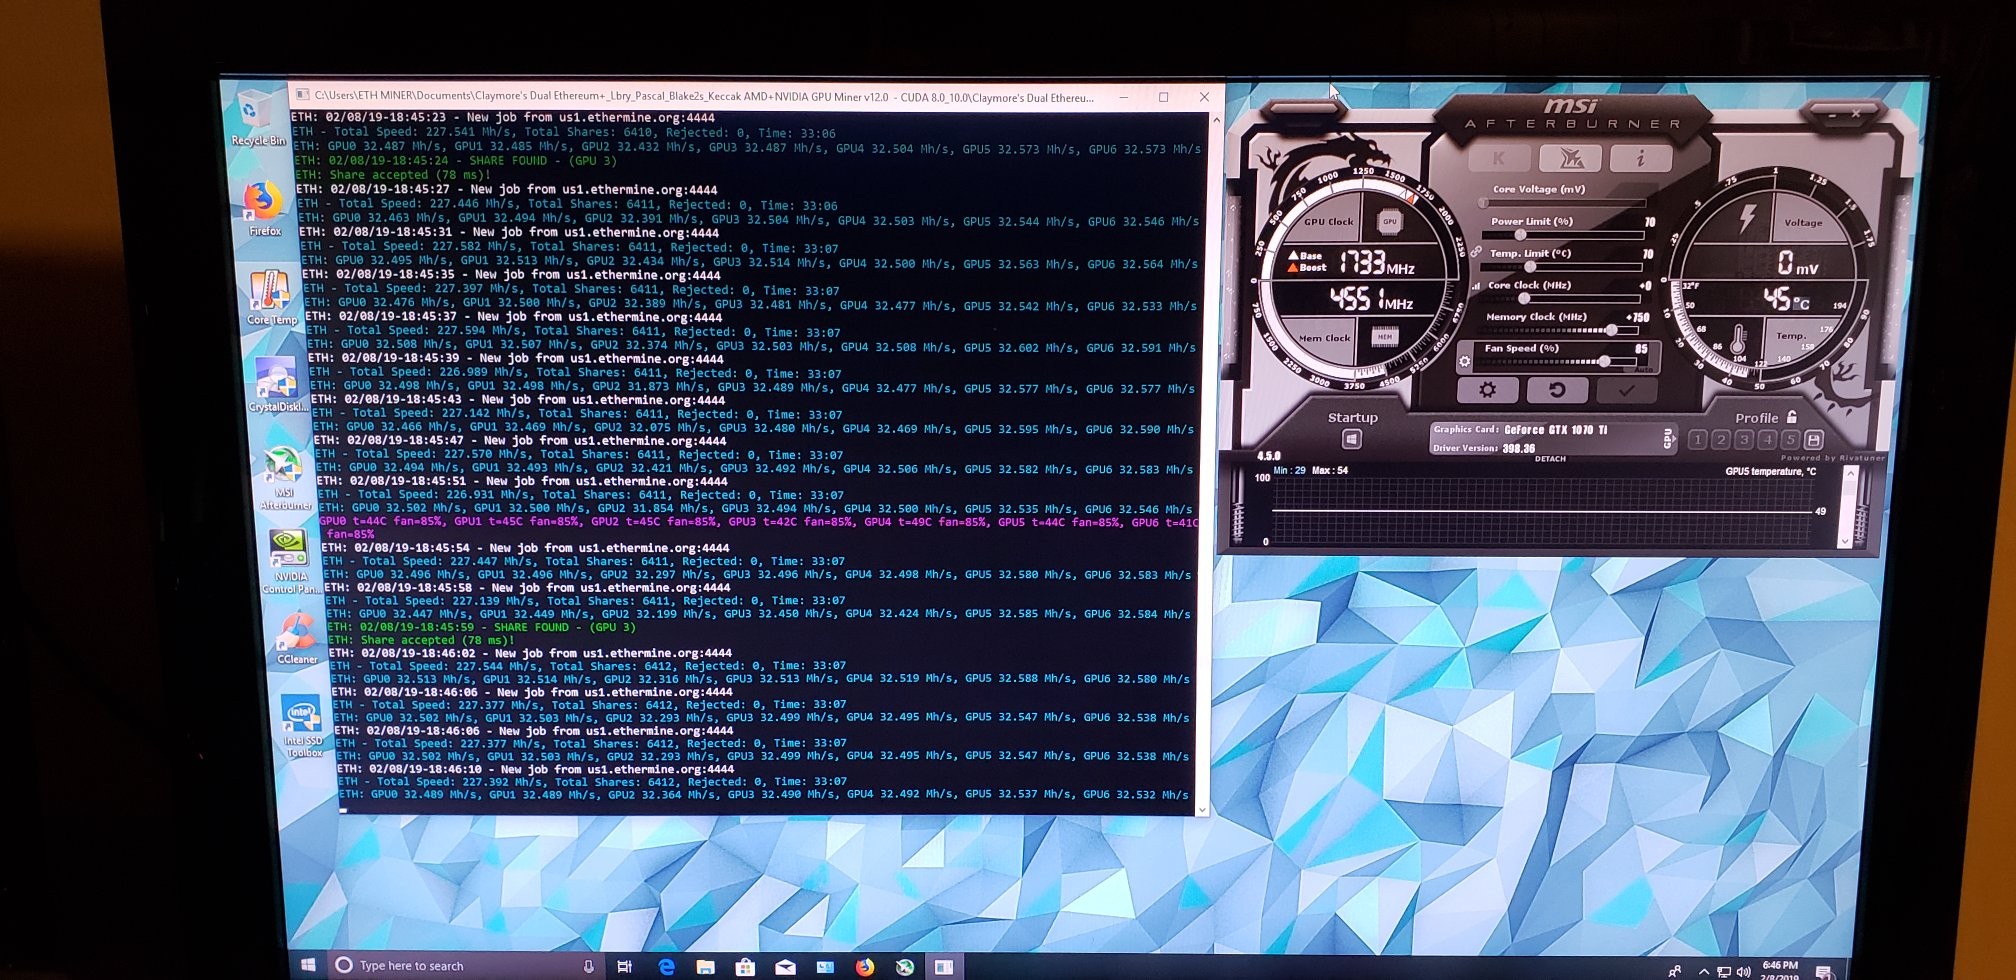 C:\Users\ETH MINER\Documents\Claymore's Dual Ethereum+_Lbry_Pascal_Blake2s_Keccak AMD+NVIDIA GPU Miner v12.0 - CUDA 8.0_10.0\Claymore's Dual Ethereu...
ETH: 02/08/19-18:45:23 - New job from us1.ethermine.org:4444
ETH - Total Speed: 227.541 Mh/s, Total Shares: 6410, Rejected: 0, Time: 33:06
ETH: GPU0 32.487 Mh/s, GPU1 32.485 Mh/s, GPU2 32.432 Mh/s, GPU3 32.487 Mh/s, GPU4 32.504 Mh/s, GPU5 32.573 Mh/s, GPU6 32.573 Mh/s
ETH: 02/08/19-18:45:24 - SHARE FOUND - (GPU 3)
ETH: Share accepted (78 ms)!
ETH: 02/08/19-18:45:27 - New job from us1.ethermine.org:4444
ETH - Total Speed: 227.446 Mh/s, Total Shares: 6411, Rejected: 0, Time: 33:06
ETH: GPU0 32.463 Mh/s, GPU1 32.494 Mh/s, GPU2 32.391 Mh/s, GPU3 32.504 Mh/s, GPU4 32.503 Mh/s, GPU5 32.544 Mh/s, GPU6 32.546 Mh/s
ETH: 02/08/19-18:45:31 - New job from us1.ethermine.org:4444
ETH - Total Speed: 227.582 Mh/s, Total Shares: 6411, Rejected: 0, Time: 33:07
ETH: GPU0 32.495 Mh/s, GPU1 32.513 Mh/s, GPU2 32.434 Mh/s, GPU3 32.514 Mh/s, GPU4 32.500 Mh/s, GPU5 32.563 Mh/s, GPU6 32.564 Mh/s
ETH: 02/08/19-18:45:35 - New job from us1.ethermine.org:4444
ETH - Total Speed: 227.397 Mh/s, Total Shares: 6411, Rejected: 0, Time: 33:07
ETH: GPU0 32.476 Mh/s, GPU1 32.500 Mh/s, GPU2 32.389 Mh/s, GPU3 32.481 Mh/s, GPU4 32.477 Mh/s, GPU5 32.542 Mh/s, GPU6 32.533 Mh/s
ETH: 02/08/19-18:45:37 - New job from us1.ethermine.org:4444
ETH - Total Speed: 227.594 Mh/s, Total Shares: 6411, Rejected: 0, Time: 33:07
ETH: GPU0 32.508 Mh/s, GPU1 32.507 Mh/s, GPU2 32.374 Mh/s, GPU3 32.503 Mh/s, GPU4 32.508 Mh/s, GPU5 32.602 Mh/s, GPU6 32.591 Mh/s
ETH: 02/08/19-18:45:39 - New job from us1.ethermine.org:4444
ETH - Total Speed: 226.989 Mh/s, Total Shares: 6411, Rejected: 0, Time: 33:07
ETH: GPU0 32.498 Mh/s, GPU1 32.498 Mh/s, GPU2 31.873 Mh/s, GPU3 32.489 Mh/s, GPU4 32.477 Mh/s, GPU5 32.577 Mh/s, GPU6 32.577 Mh/s
ETH: 02/08/19-18:45:43 - New job from us1.ethermine.org:4444
ETH - Total Speed: 227.142 Mh/s, Total Shares: 6411, Rejected: 0, Time: 33:07
ETH: GPU0 32.466 Mh/s, GPU1 32.469 Mh/s, GPU2 32.075 Mh/s, GPU3 32.480 Mh/s, GPU4 32.469 Mh/s, GPU5 32.595 Mh/s, GPU6 32.590 Mh/s
ETH: 02/08/19-18:45:47 - New job from us1.ethermine.org:4444
ETH - Total Speed: 227.570 Mh/s, Total Shares: 6411, Rejected: 0, Time: 33:07
ETH: GPU0 32.494 Mh/s, GPU1 32.493 Mh/s, GPU2 32.421 Mh/s, GPU3 32.492 Mh/s, GPU4 32.506 Mh/s, GPU5 32.582 Mh/s, GPU6 32.583 Mh/s
ETH: 02/08/19-18:45:51 - New job from us1.ethermine.org:4444
ETH - Total Speed: 226.931 Mh/s, Total Shares: 6411, Rejected: 0, Time: 33:07
ETH: GPU0 32.502 Mh/s, GPU1 32.500 Mh/s, GPU2 31.854 Mh/s, GPU3 32.494 Mh/s, GPU4 32.500 Mh/s, GPU5 32.535 Mh/s, GPU6 32.546 Mh/s
GPU0 t=44C fan=85%, GPU1 t=45C fan=85%, GPU2 t=45C fan=85%, GPU3 t=42C fan=85%, GPU4 t=49C fan=85%, GPU5 t=44C fan=85%, GPU6 t=41C
fan=85%
ETH: 02/08/19-18:45:54 - New job from us1.ethermine.org:4444
ETH - Total Speed: 227.447 Mh/s, Total Shares: 6411, Rejected: 0, Time: 33:07
ETH: GPU0 32.496 Mh/s, GPU1 32.496 Mh/s, GPU2 32.297 Mh/s, GPU3 32.496 Mh/s, GPU4 32.498 Mh/s, GPU5 32.580 Mh/s, GPU6 32.583 Mh/s
ETH: 02/08/19-18:45:58 - New job from us1.ethermine.org:4444
ETH - Total Speed: 227.139 Mh/s, Total Shares: 6411, Rejected: 0, Time: 33:07
ETH: GPU0 32.447 Mh/s, GPU1 32.449 Mh/s, GPU2 32.199 Mh/s, GPU3 32.450 Mh/s, GPU4 32.424 Mh/s, GPU5 32.585 Mh/s, GPU6 32.584 Mh/s
ETH: 02/08/19-18:45:59 - SHARE FOUND - (GPU 3)
ETH: Share accepted (78 ms)!
ETH: 02/08/19-18:46:02 - New job from us1.ethermine.org:4444
ETH - Total Speed: 227.544 Mh/s, Total Shares: 6412, Rejected: 0, Time: 33:07
ETH: GPU0 32.513 Mh/s, GPU1 32.514 Mh/s, GPU2 32.316 Mh/s, GPU3 32.513 Mh/s, GPU4 32.519 Mh/s, GPU5 32.588 Mh/s, GPU6 32.580 Mh/s
ETH: 02/08/19-18:46:06 - New job from us1.ethermine.org:4444
ETH - Total Speed: 227.377 Mh/s, Total Shares: 6412, Rejected: 0, Time: 33:07
ETH: GPU0 32.502 Mh/s, GPU1 32.503 Mh/s, GPU2 32.293 Mh/s, GPU3 32.499 Mh/s, GPU4 32.495 Mh/s, GPU5 32.547 Mh/s, GPU6 32.538 Mh/s
ETH: 02/08/19-18:46:06 - New job from us1.ethermine.org:4444
ETH - Total Speed: 227.377 Mh/s, Total Shares: 6412, Rejected: 0, Time: 33:07
ETH: GPU0 32.502 Mh/s, GPU1 32.503 Mh/s, GPU2 32.293 Mh/s, GPU3 32.499 Mh/s, GPU4 32.495 Mh/s, GPU5 32.547 Mh/s, GPU6 32.538 Mh/s
ETH: 02/08/19-18:46:10 - New job from us1.ethermine.org:4444
ETH - Total Speed: 227.392 Mh/s, Total Shares: 6412, Rejected: 0, Time: 33:07
ETH: GPU0 32.489 Mh/s, GPU1 32.489 Mh/s, GPU2 32.364 Mh/s, GPU3 32.490 Mh/s, GPU4 32.492 Mh/s, GPU5 32.537 Mh/s, GPU6 32.532 Mh/s
Recycle Bin
Firefox
Core Temp
CrystalDiskI...
MSI
Afterburner
NVIDIA
Control Pan...
CCleaner
Intel SSD
Toolbox
msi
AFTERBURNER
K
i
GPU Clock
GPU
Base
Boost
1733 MHz
4551 MHz
Mem Clock
MEM
Core Voltage (mV)
Power Limit (%) 70
Temp. Limit (°C) 70
Core Clock (MHz) +0
Memory Clock (MHz) +750
Fan Speed (%) 85
Auto
Voltage
0 mV
45 °C
Temp.
Startup
Profile
1 2 3 4 5
Graphics Card: GeForce GTX 1070 Ti
Driver Version: 398.36
GPU
4.5.0
DETACH
Powered by Rivatuner
Min : 29 Max : 54
GPU5 temperature, °C
100
49
0
Type here to search
6:46 PM
2/8/2019